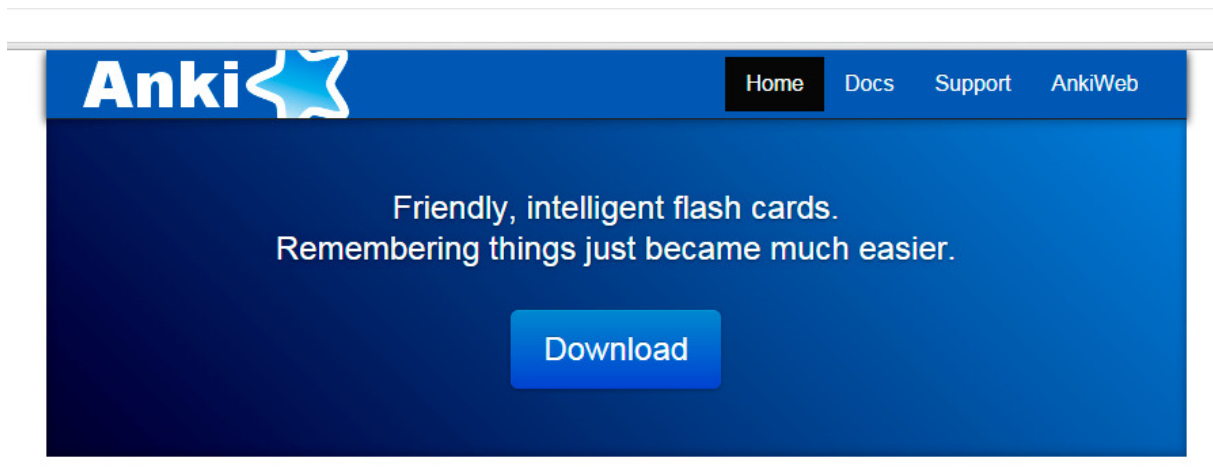 Anki
Home Docs Support AnkiWeb
Friendly, intelligent flash cards.
Remembering things just became much easier.
Download